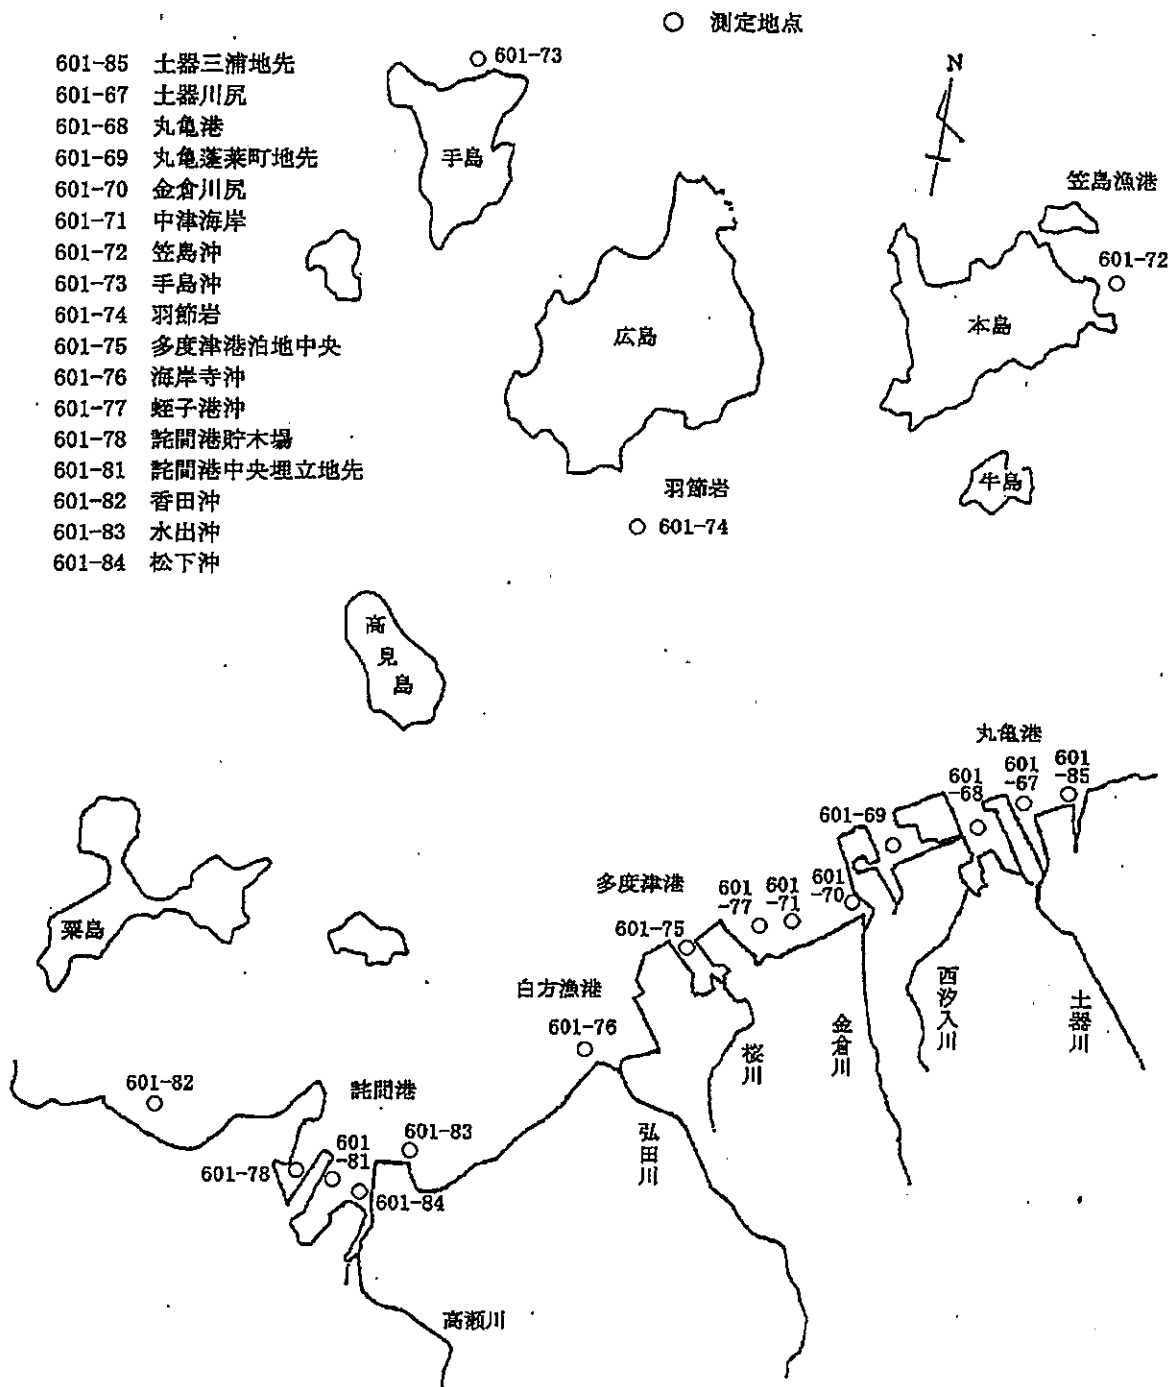 ○ 測定地点
601-85 土器三浦地先
601-67 土器川尻
601-68 丸亀港
601-69 丸亀蓬莱町地先
601-70 金倉川尻
601-71 中津海岸
601-72 笠島沖
601-73 手島沖
601-74 羽節岩
601-75 多度津港泊地中央
601-76 海岸寺沖
601-77 蛭子港沖
601-78 詫間港貯木場
601-81 詫間港中央埋立地先
601-82 香田沖
601-83 水出沖
601-84 松下沖
601-73
手島
N
笠島漁港
601-72
本島
広島
牛島
羽節岩
601-74
高見島
丸亀港
601-85
601-67
601-68
601-69
601-70
601-71
601-77
多度津港
601-75
粟島
白方漁港
601-76
桜川
金倉川
西汐入川
土器川
弘田川
601-82
詫間港
601-83
601-81
601-78
601-84
高瀬川